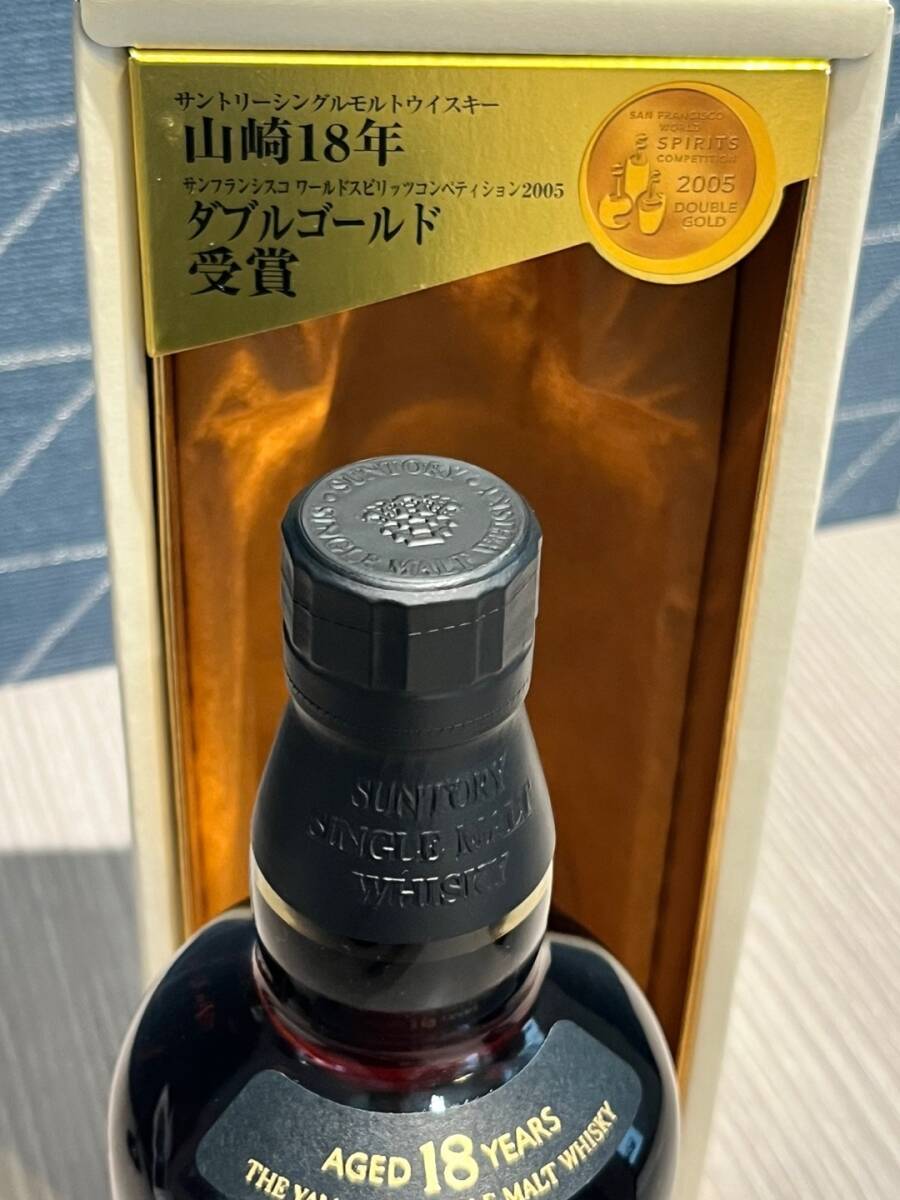 サントリーシングルモルトウイスキー
山崎18年
サンフランシスコ ワールドスピリッツコンペティション2005
ダブルゴールド
受賞
SAN FRANCISCO
WORLD
SPIRITS
COMPETITION
2005
DOUBLE
GOLD
SUNTORY
SINGLE MALT WHISKY
SUNTORY
SINGLE MALT
WHISKY
AGED 18 YEARS
THE MALT WHISKY